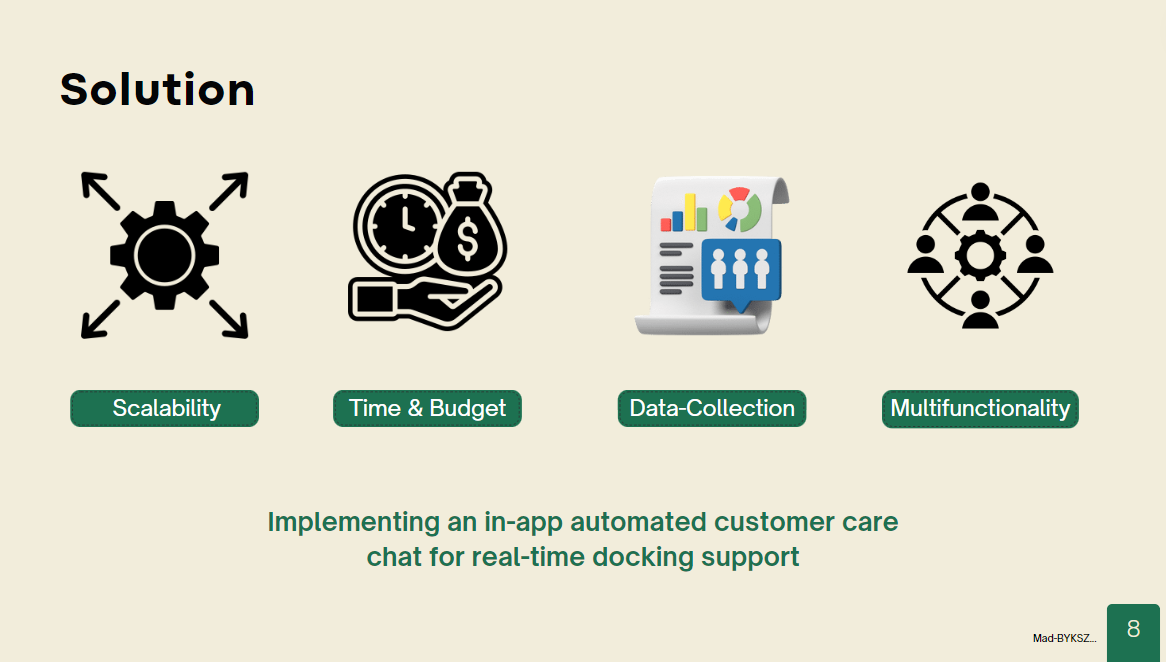 Solution
$
Scalability
Time & Budget
Data-Collection
Multifunctionality
Implementing an in-app automated customer care
chat for real-time docking support
Mad-BYKSZ...
8